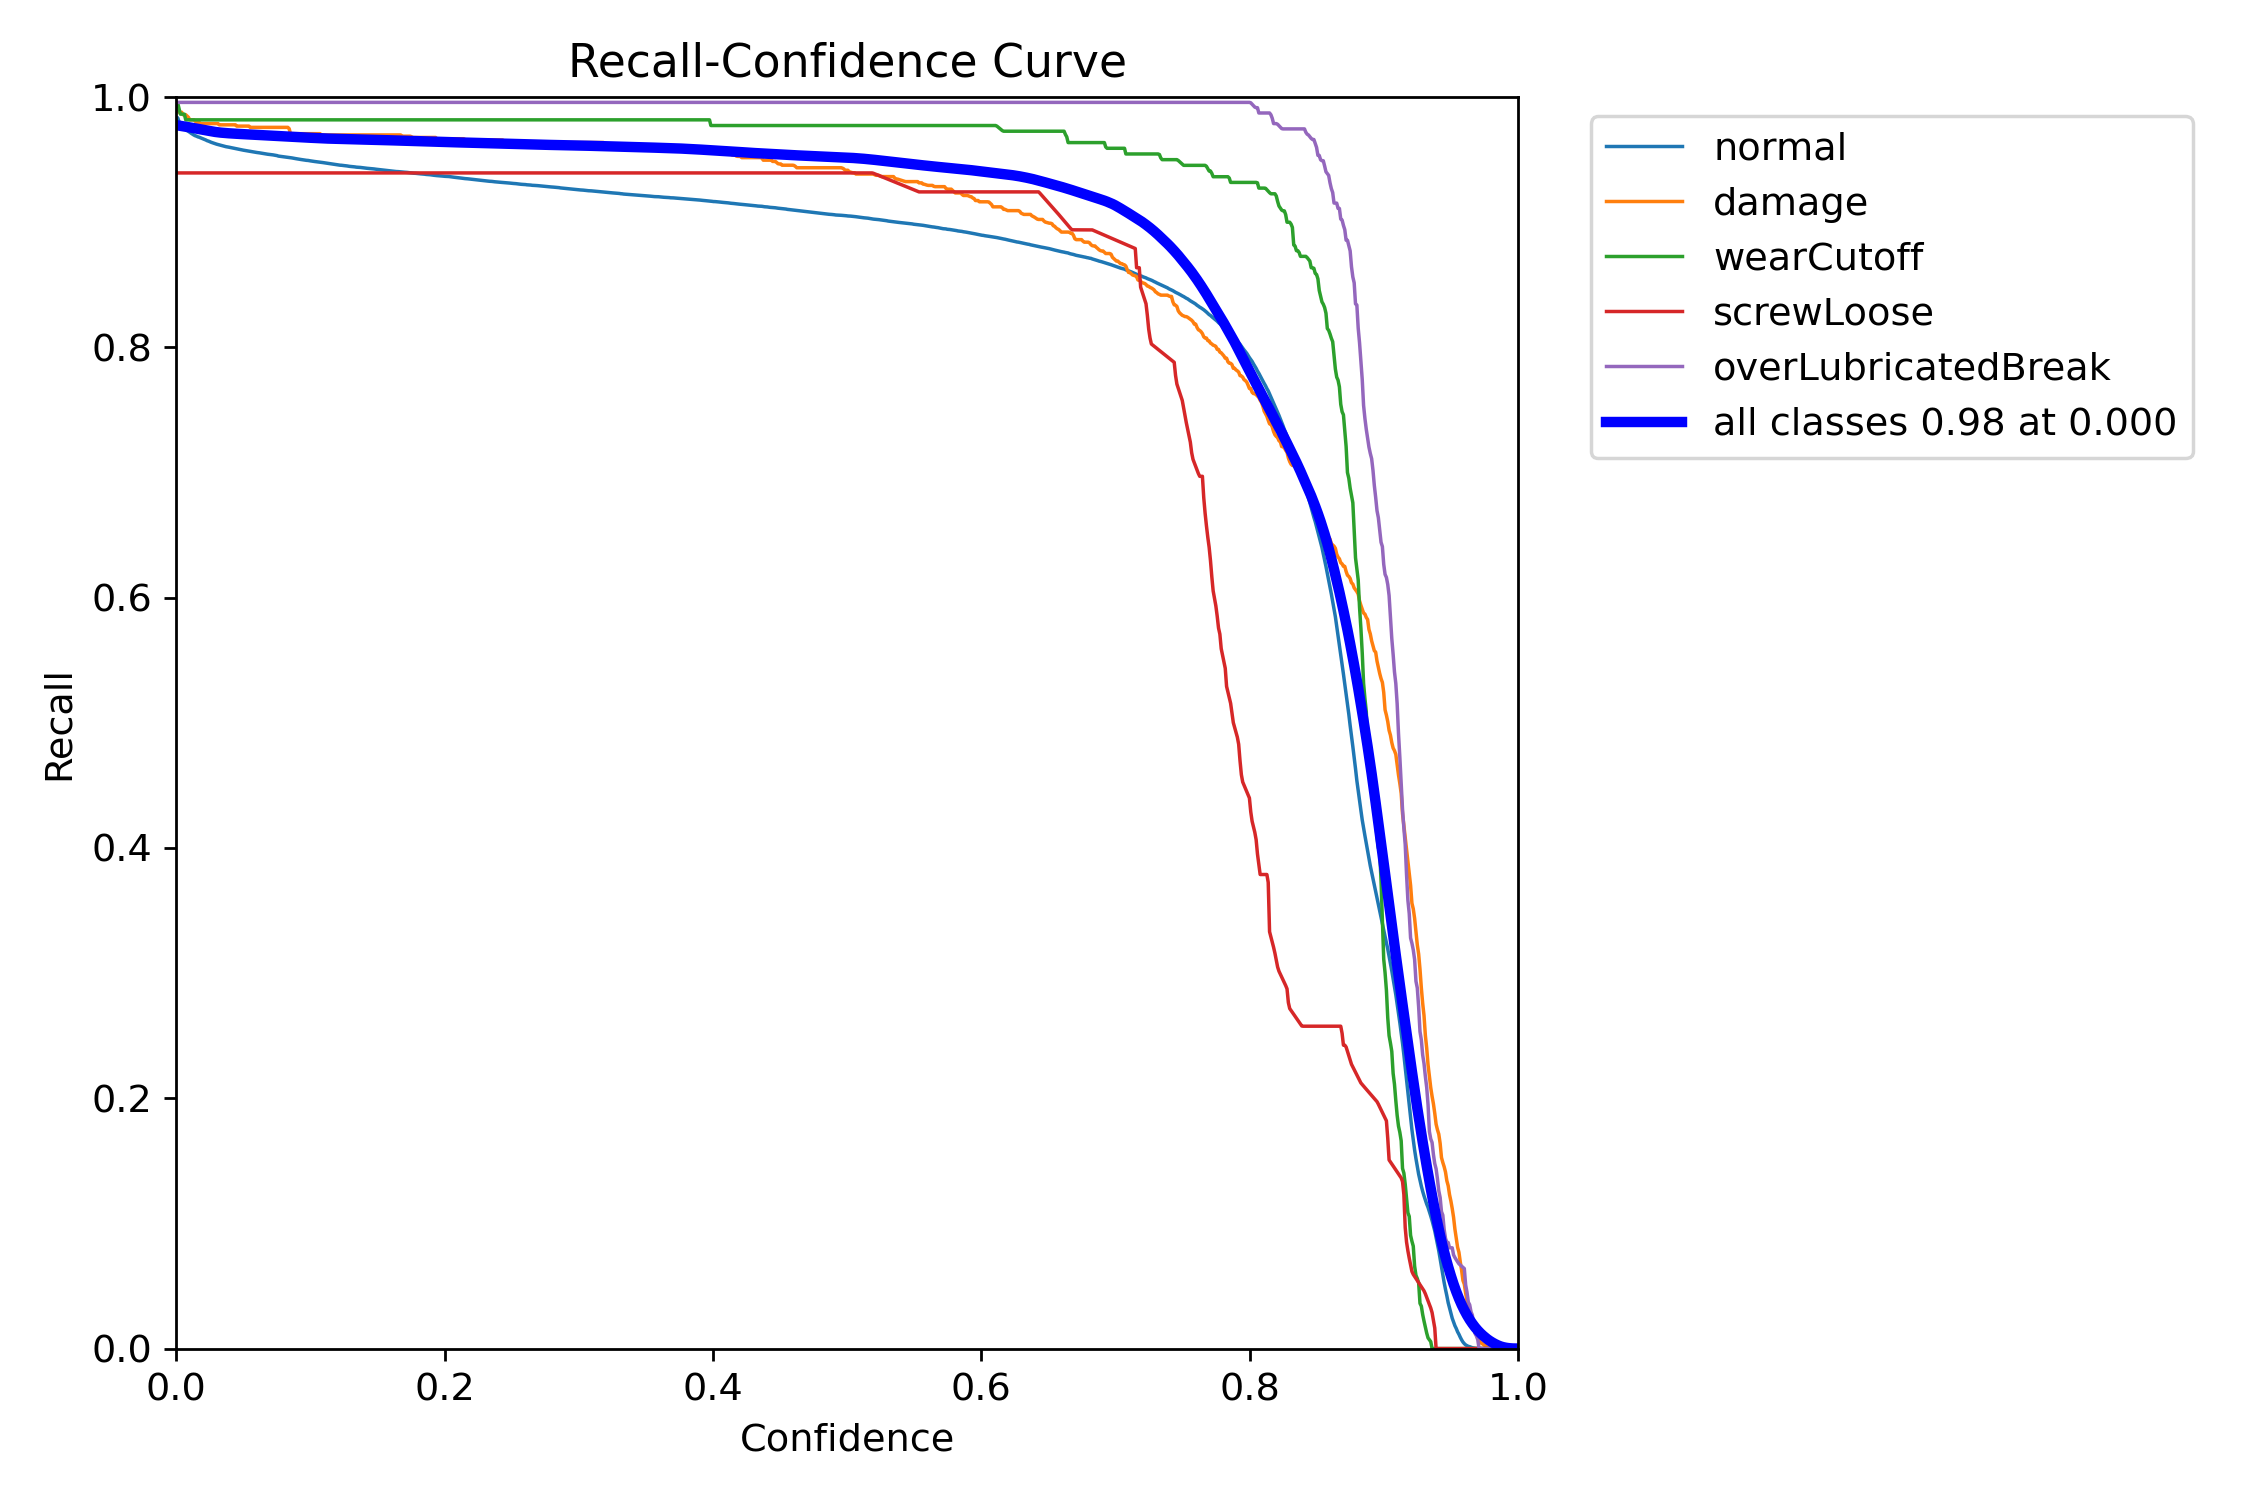 Recall-Confidence Curve
1.0
0.8
0.6
0.4
0.2
0.0
Recall
0.0 0.2 0.4 0.6 0.8 1.0
Confidence
normal
damage
wearCutoff
screwLoose
overLubricatedBreak
all classes 0.98 at 0.000